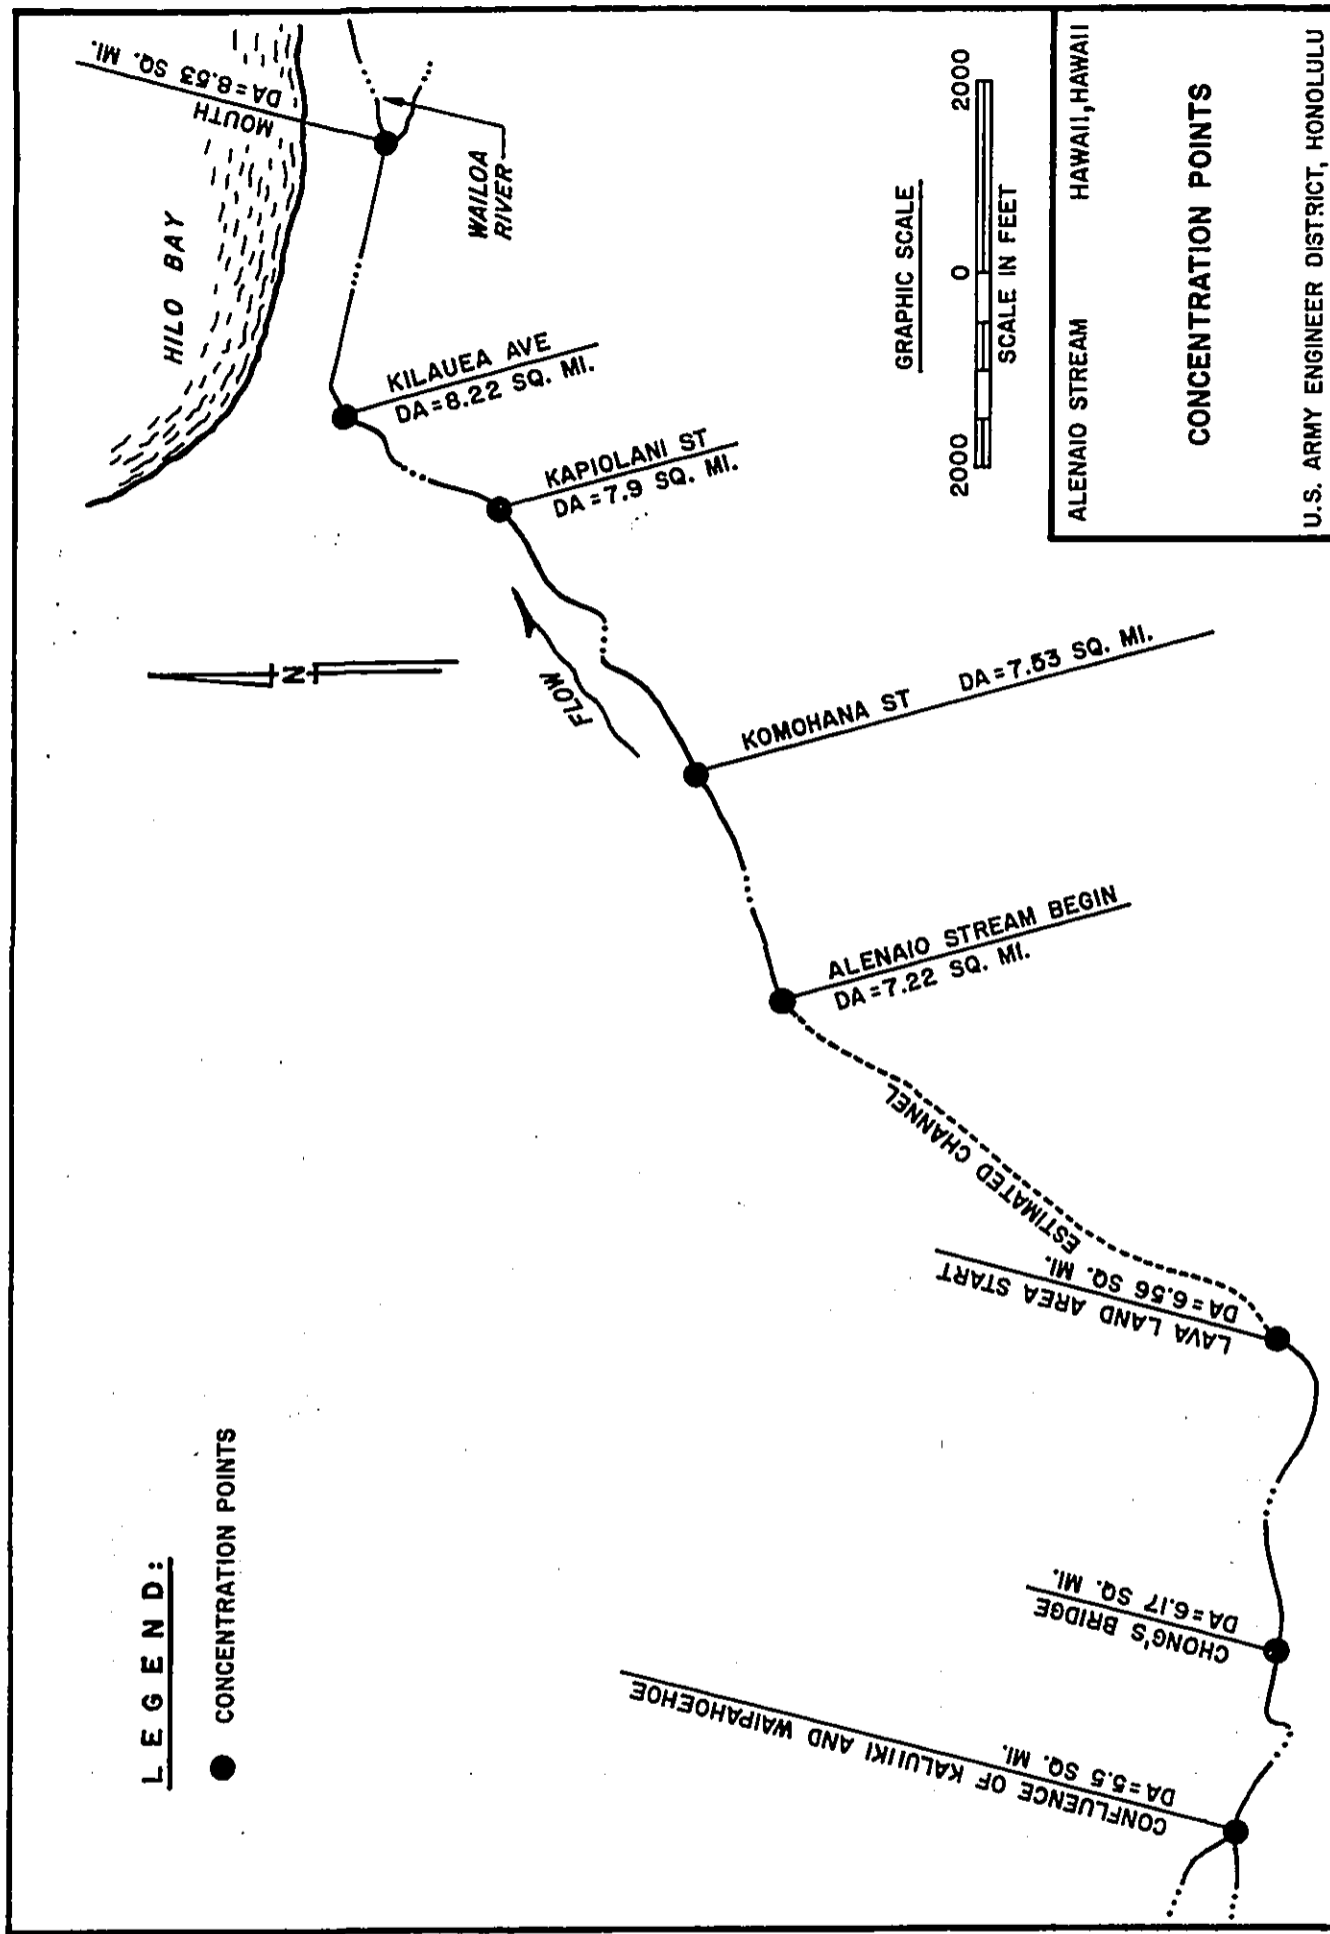 HILO BAY
MOUTH
DA=8.53 SQ. MI.
WAILOA
RIVER
KILAUEA AVE
DA=8.22 SQ. MI.
KAPIOLANI ST
DA=7.9 SQ. MI.
N
FLOW
KOMOHANA ST DA=7.53 SQ. MI.
ALENAIO STREAM BEGIN
DA=7.22 SQ. MI.
ESTIMATED CHANNEL
LAVA LAND AREA START
DA=6.56 SQ. MI.
CHONG'S BRIDGE
DA=6.17 SQ. MI.
CONFLUENCE OF KALUIIKI AND WAIPAHOEHOE
DA=5.5 SQ. MI.
LEGEND:
CONCENTRATION POINTS
GRAPHIC SCALE
2000 0 2000
SCALE IN FEET
ALENAIO STREAM HAWAII, HAWAII
CONCENTRATION POINTS
U.S. ARMY ENGINEER DISTRICT, HONOLULU